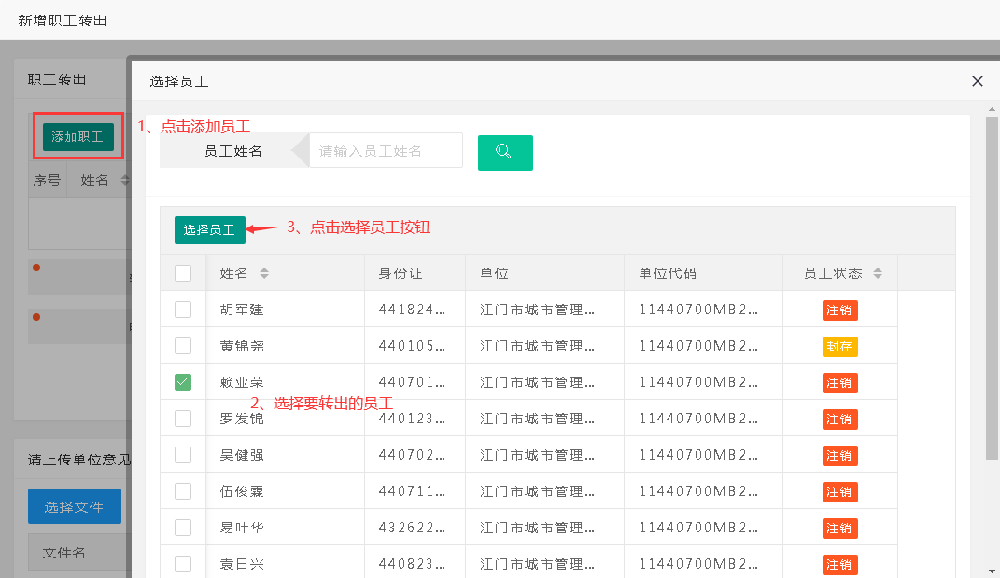 新增职工转出
职工转出
选择员工
1、点击添加员工
添加职工
员工姓名
请输入员工姓名
序号 姓名
选择员工
3、点击选择员工按钮
姓名 身份证 单位 单位代码 员工状态
胡军建 441824... 江门市城市管理... 11440700MB2... 注销
黄锦尧 440105... 江门市城市管理... 11440700MB2... 封存
赖业荣 440701... 江门市城市管理... 11440700MB2... 注销
2、选择要转出的员工
罗发锦 440123... 江门市城市管理... 11440700MB2... 注销
吴健强 440702... 江门市城市管理... 11440700MB2... 注销
请上传单位意见
伍俊霖 440711... 江门市城市管理... 11440700MB2... 注销
选择文件
易叶华 432622... 江门市城市管理... 11440700MB2... 注销
文件名
袁日兴 440823... 江门市城市管理... 11440700MB2... 注销